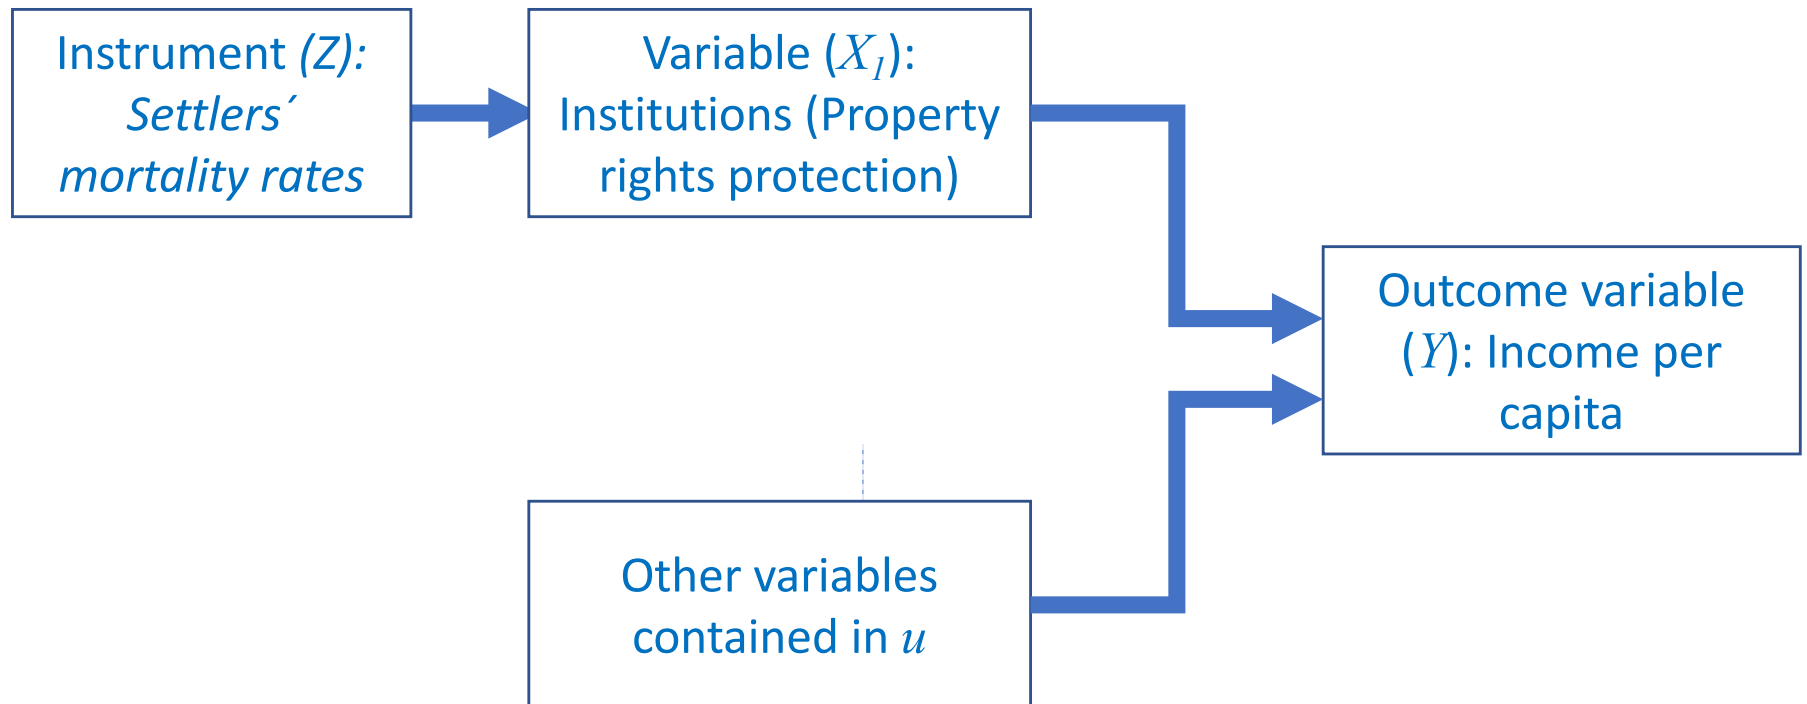 Instrument (Z):
Settlers´
mortality rates
Variable (X1):
Institutions (Property
rights protection)
Outcome variable
(Y): Income per
capita
Other variables
contained in u